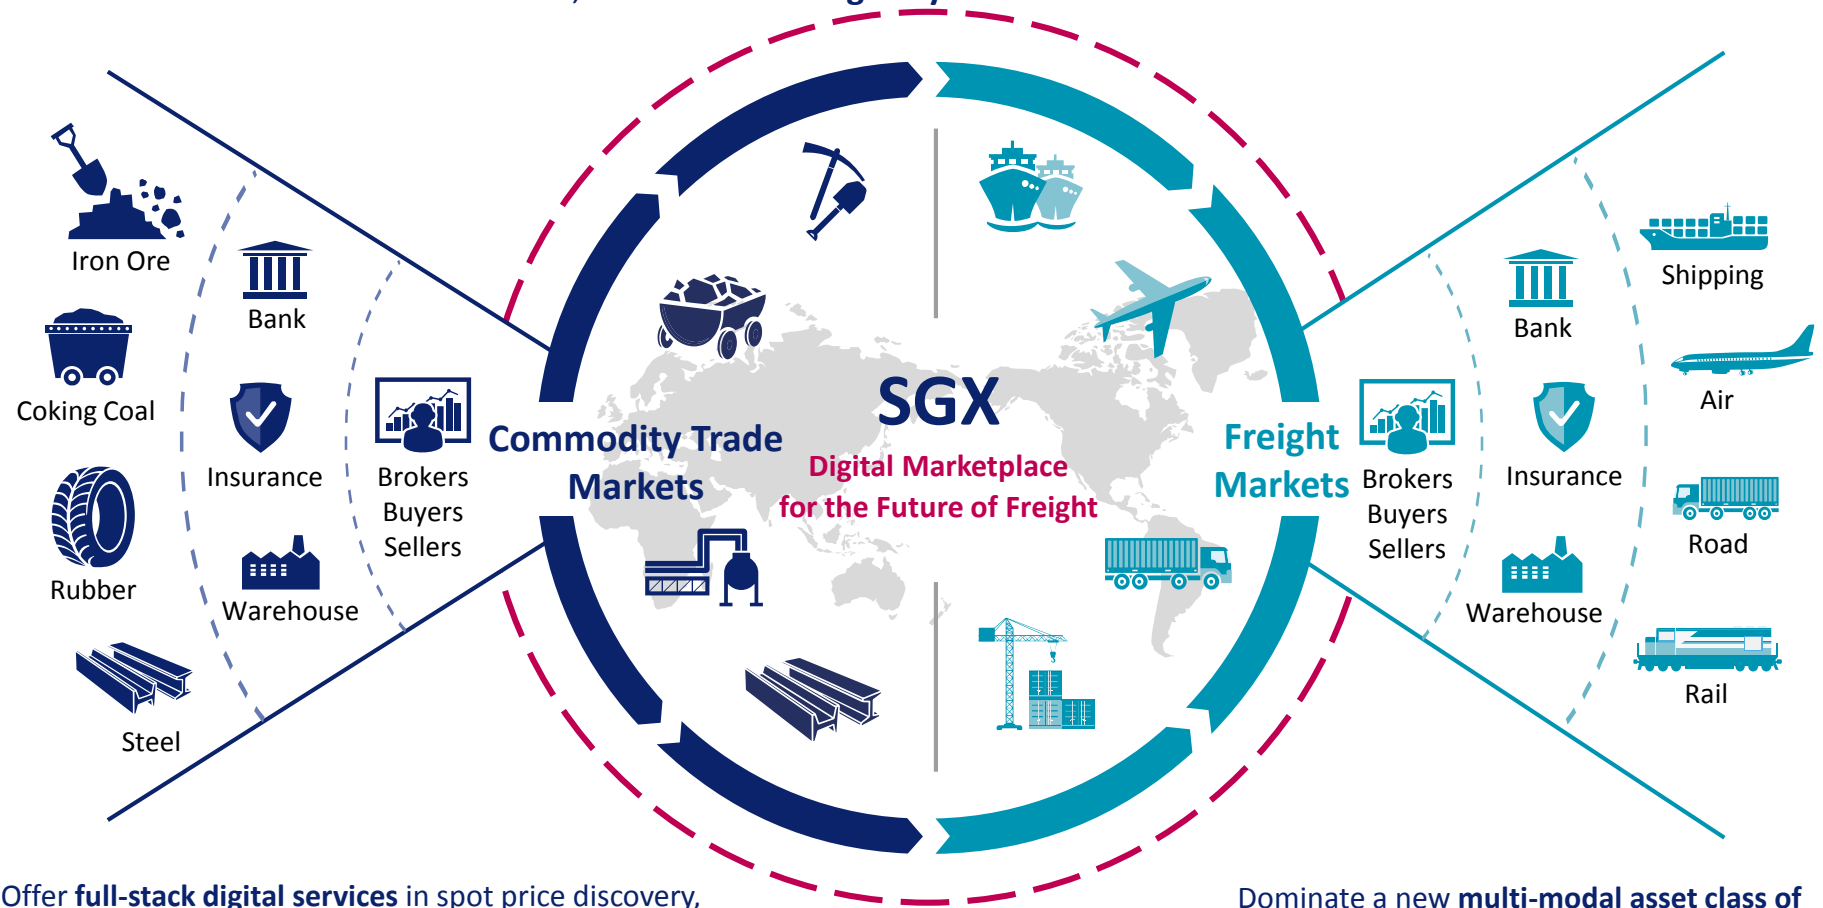 Iron Ore
Coking Coal
Rubber
Steel
Bank
Insurance
Warehouse
Brokers
Buyers
Sellers
Commodity Trade
Markets
SGX
Digital Marketplace
for the Future of Freight
Freight
Markets
Brokers
Buyers
Sellers
Bank
Insurance
Warehouse
Shipping
Air
Road
Rail
Offer full-stack digital services in spot price discovery,
Dominate a new multi-modal asset class of